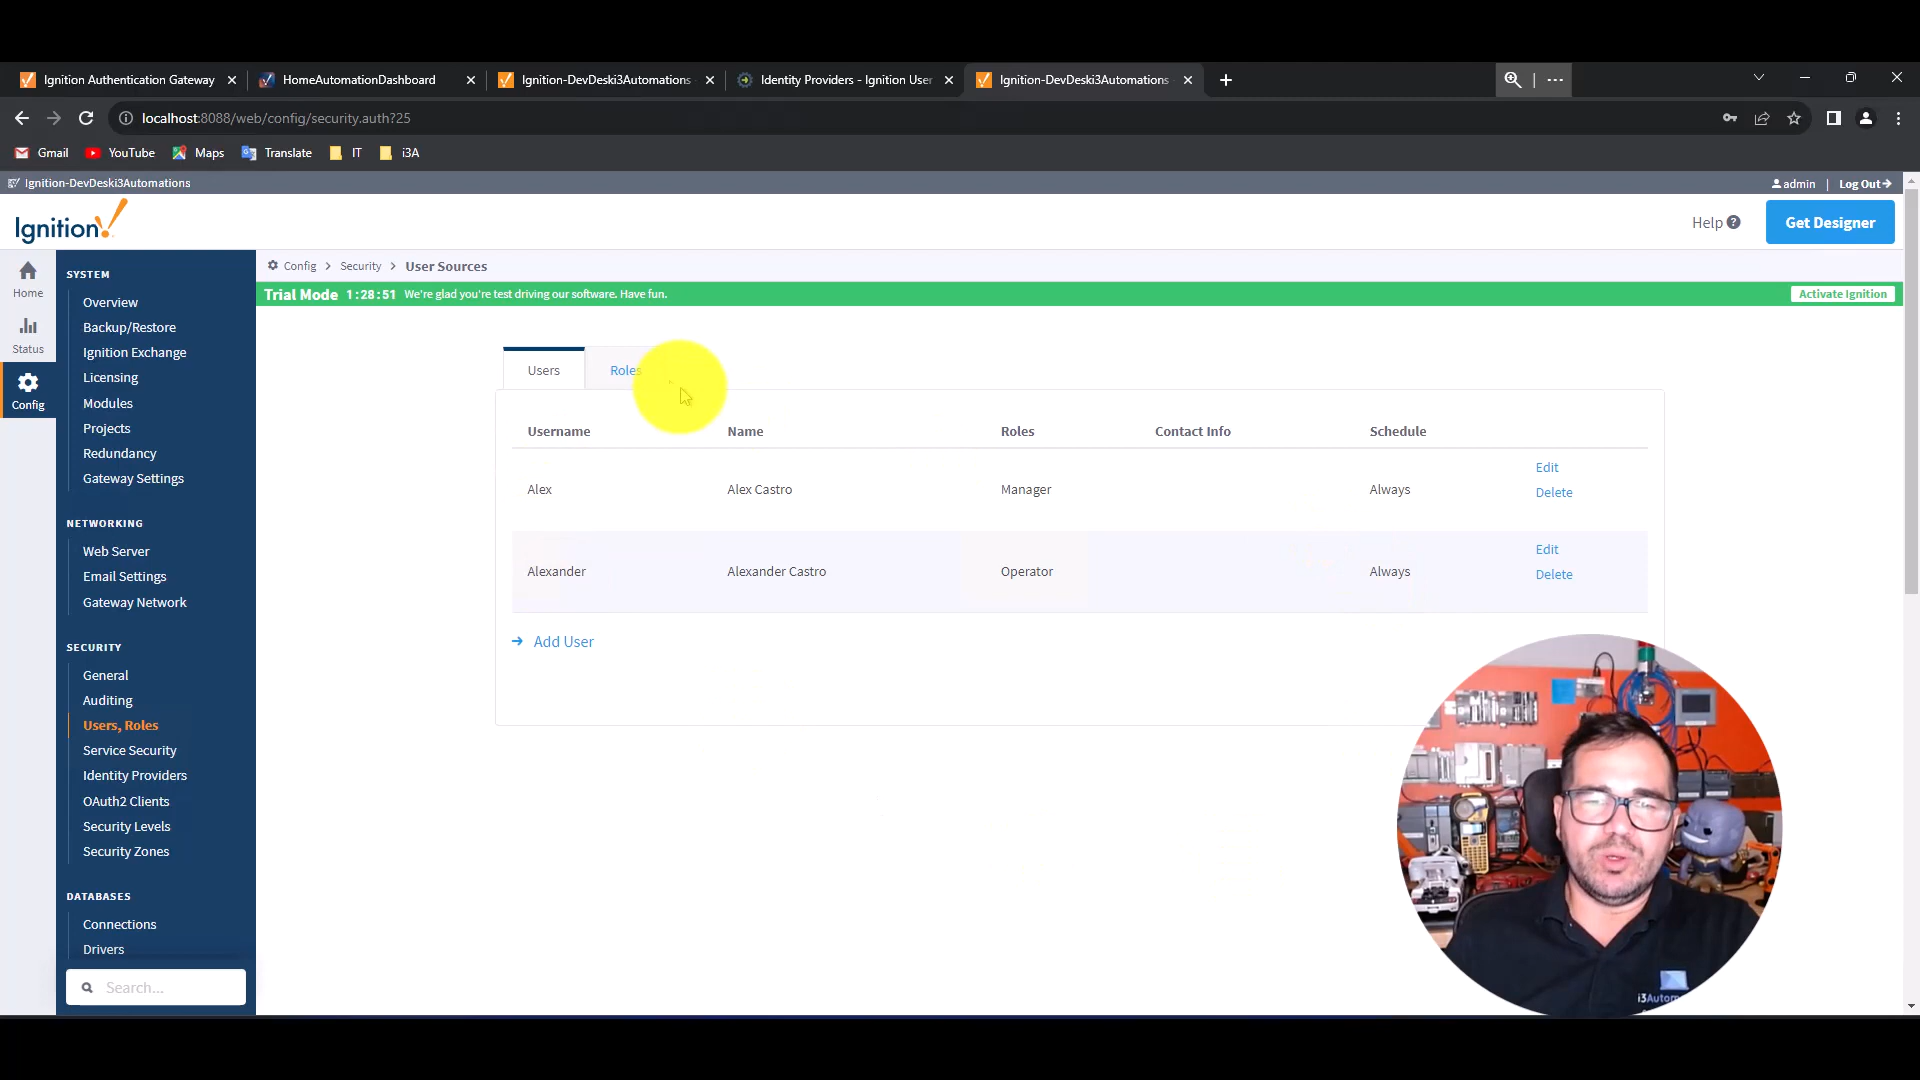 Ignition Authentication Gateway
HomeAutomationDashboard
Ignition-DevDeski3Automations
Identity Providers - Ignition User
Ignition-DevDeski3Automations
localhost:8088/web/config/security.auth?25
Gmail
YouTube
Maps
Translate
IT
i3A
Ignition-DevDeski3Automations
admin | Log Out
Ignition!
Help
Get Designer
Home
Status
Config
SYSTEM
Overview
Backup/Restore
Ignition Exchange
Licensing
Modules
Projects
Redundancy
Gateway Settings
NETWORKING
Web Server
Email Settings
Gateway Network
SECURITY
General
Auditing
Users, Roles
Service Security
Identity Providers
OAuth2 Clients
Security Levels
Security Zones
DATABASES
Connections
Drivers
Search...
Config > Security > User Sources
Trial Mode 1:28:51 We're glad you're test driving our software. Have fun.
Activate Ignition
Users
Roles
Username Name Roles Contact Info Schedule
Alex Alex Castro Manager Always
Edit
Delete
Alexander Alexander Castro Operator Always
Edit
Delete
Add User